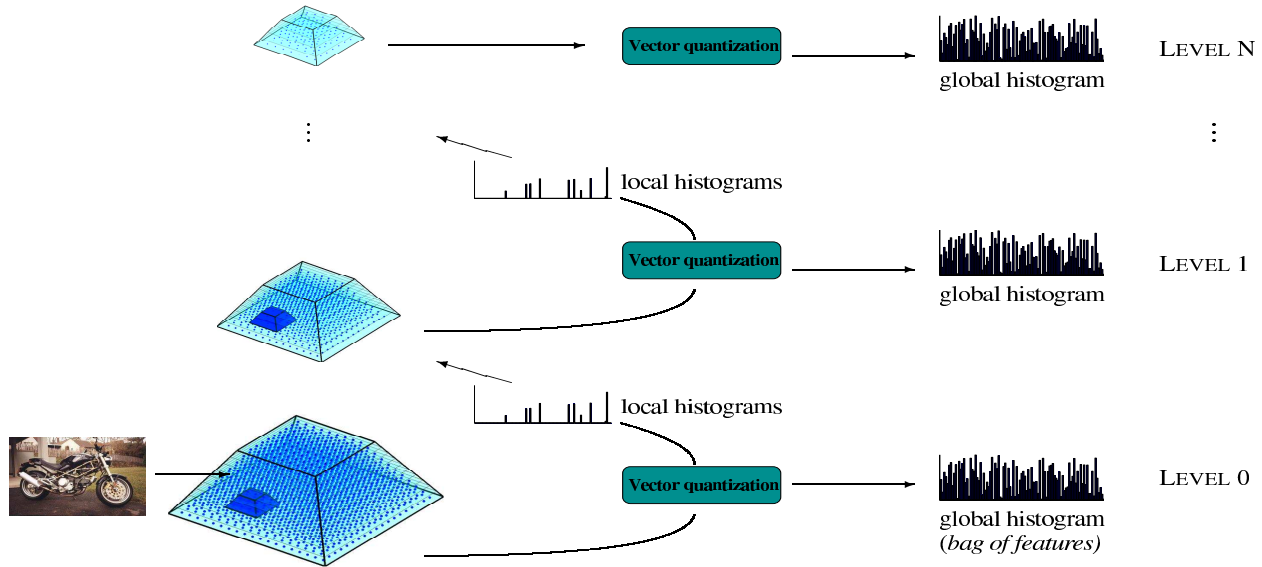 Vector quantization
global histogram
LEVEL N
local histograms
Vector quantization
global histogram
LEVEL 1
local histograms
Vector quantization
global histogram
(bag of features)
LEVEL 0